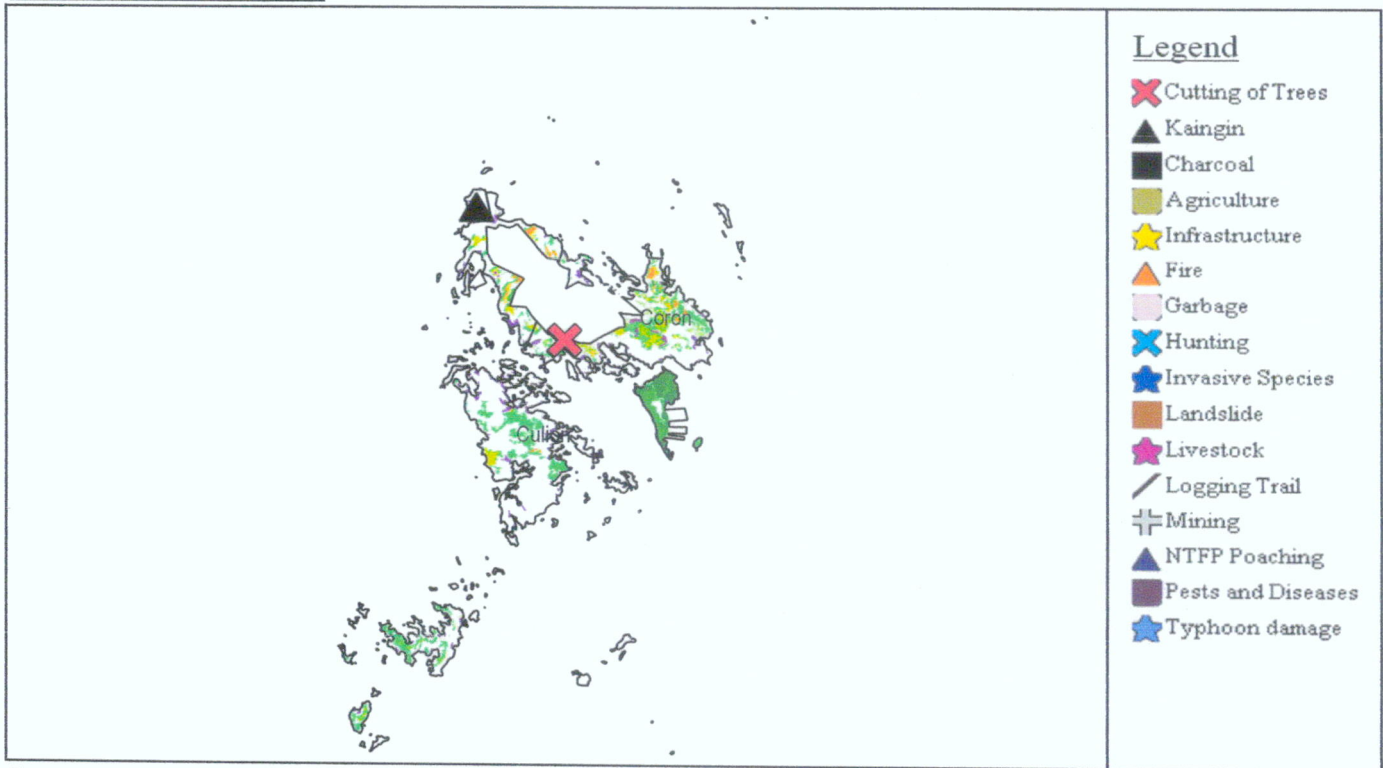 Legend
Cutting of Trees
Kaingin
Charcoal
Agriculture
Infrastructure
Fire
Garbage
Hunting
Invasive Species
Landslide
Livestock
Logging Trail
Mining
NTFP Poaching
Pests and Diseases
Typhoon damage
Coron
Culion